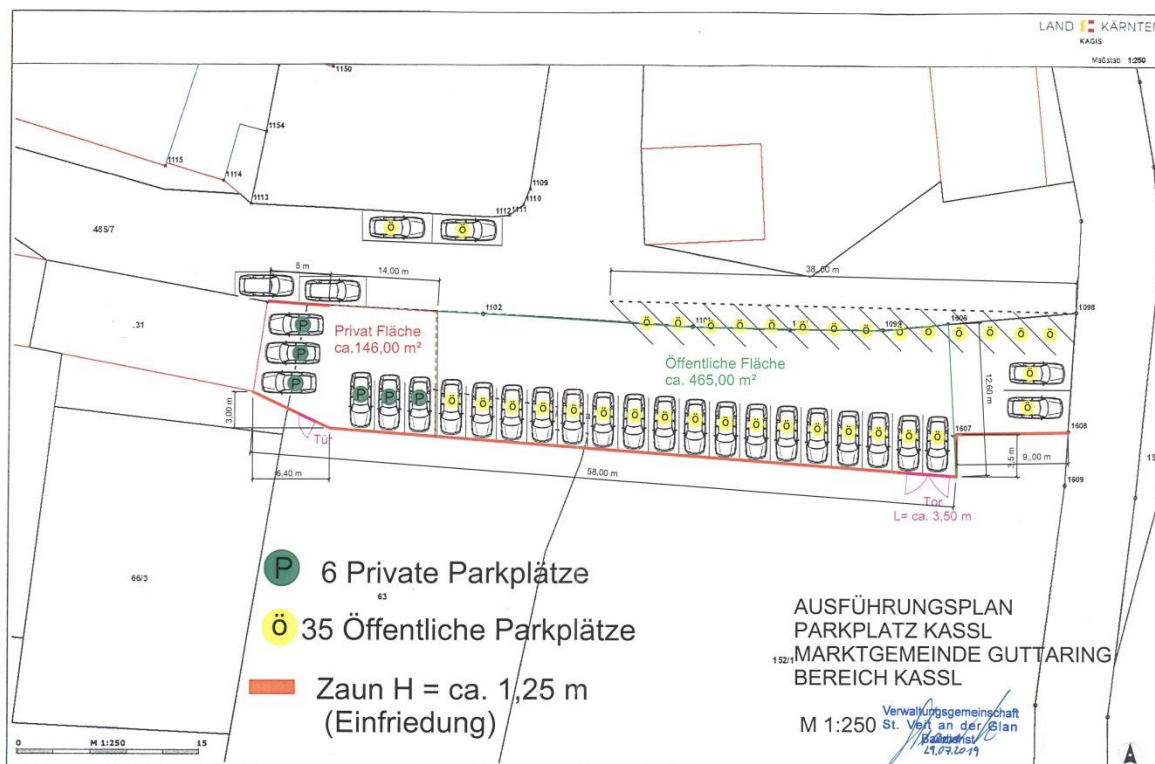 LAND KÄRNTEN
KAGIS
Maßstab: 1:250
1150
1154
1115
1114
1113
1109
1110
1111
1112
485/7
Ö
Ö
5 m
14,00 m
38,00 m
1102
1098
1606
.31
Privat Fläche
ca.146,00 m²
Öffentliche Fläche
ca. 465,00 m²
P
P
P
P
P
P
Ö Ö Ö Ö Ö Ö Ö Ö Ö Ö Ö Ö Ö Ö
Ö
Ö
Ö Ö Ö Ö Ö Ö Ö Ö Ö Ö Ö Ö Ö Ö Ö Ö Ö
12,60 m
3,00 m
Tür
6,40 m
58,00 m
1607
1608
3,5 m
9,00 m
1609
Tor
L= ca. 3,50 m
66/3
P 6 Private Parkplätze
63
Ö 35 Öffentliche Parkplätze
Zaun H = ca. 1,25 m
(Einfriedung)
AUSFÜHRUNGSPLAN
PARKPLATZ KASSL
152/1 MARKTGEMEINDE GUTTARING
BEREICH KASSL
M 1:250
Verwaltungsgemeinschaft
St. Veit an der Glan
Baudienst
29.07.2019
0 M 1:250 15